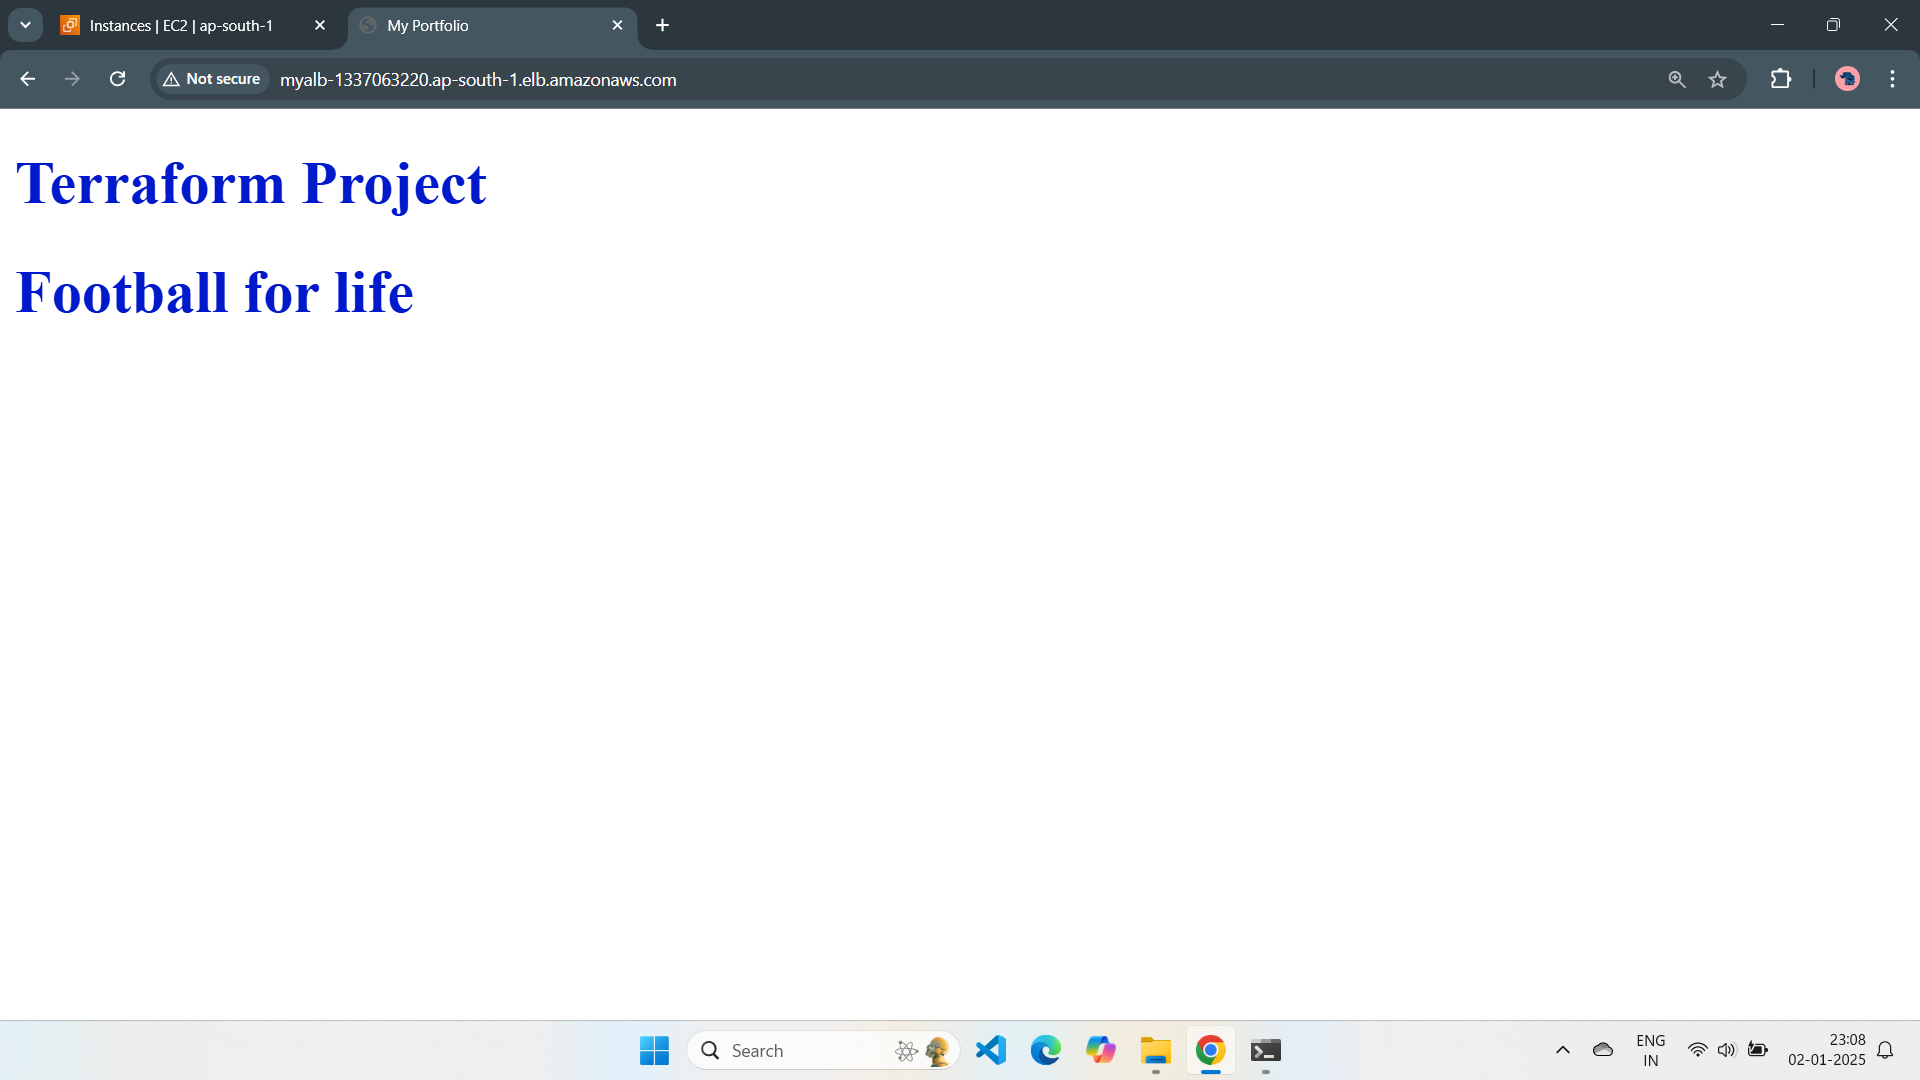 Instances | EC2 | ap-south-1
My Portfolio
Not secure
myalb-1337063220.ap-south-1.elb.amazonaws.com
Terraform Project
Football for life
Search
ENG
IN
23:08
02-01-2025